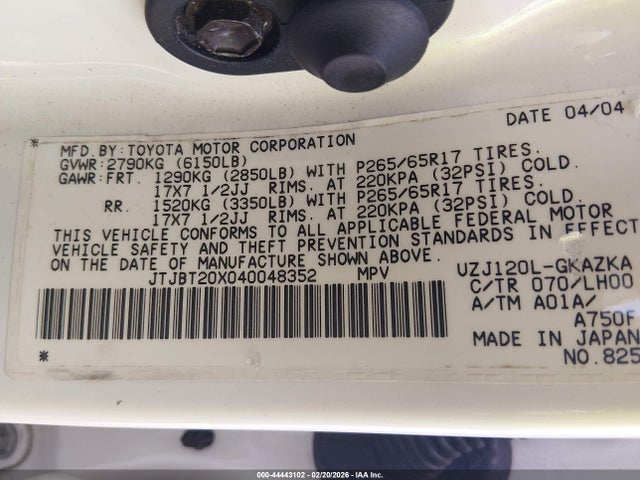 DATE 04/04
* MFD. BY: TOYOTA MOTOR CORPORATION
GVWR: 2790KG (6150LB)
GAWR: FRT. 1290KG (2850LB) WITH P265/65R17 TIRES.
17X7 1/2JJ RIMS. AT 220KPA (32PSI) COLD.
RR. 1520KG (3350LB) WITH P265/65R17 TIRES.
17X7 1/2JJ RIMS. AT 220KPA (32PSI) COLD.
THIS VEHICLE CONFORMS TO ALL APPLICABLE FEDERAL MOTOR
VEHICLE SAFETY AND THEFT PREVENTION STANDARDS IN EFFECT
ON THE DATE OF MANUFACTURE SHOWN ABOVE.
JTJBT20X040048352 MPV
UZJ120L-GKAZKA
C/TR 070/LH00
A/TM A01A/
A750F
MADE IN JAPAN
* NO. 825
000-44443102 - 02/20/2026 - IAA Inc.